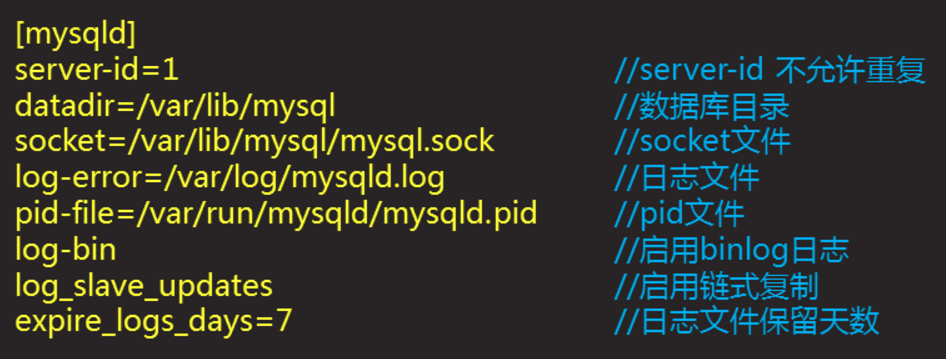 [mysqld]
server-id=1 //server-id 不允许重复
datadir=/var/lib/mysql //数据库目录
socket=/var/lib/mysql/mysql.sock //socket文件
log-error=/var/log/mysqld.log //日志文件
pid-file=/var/run/mysqld/mysqld.pid //pid文件
log-bin //启用binlog日志
log_slave_updates //启用链式复制
expire_logs_days=7 //日志文件保留天数